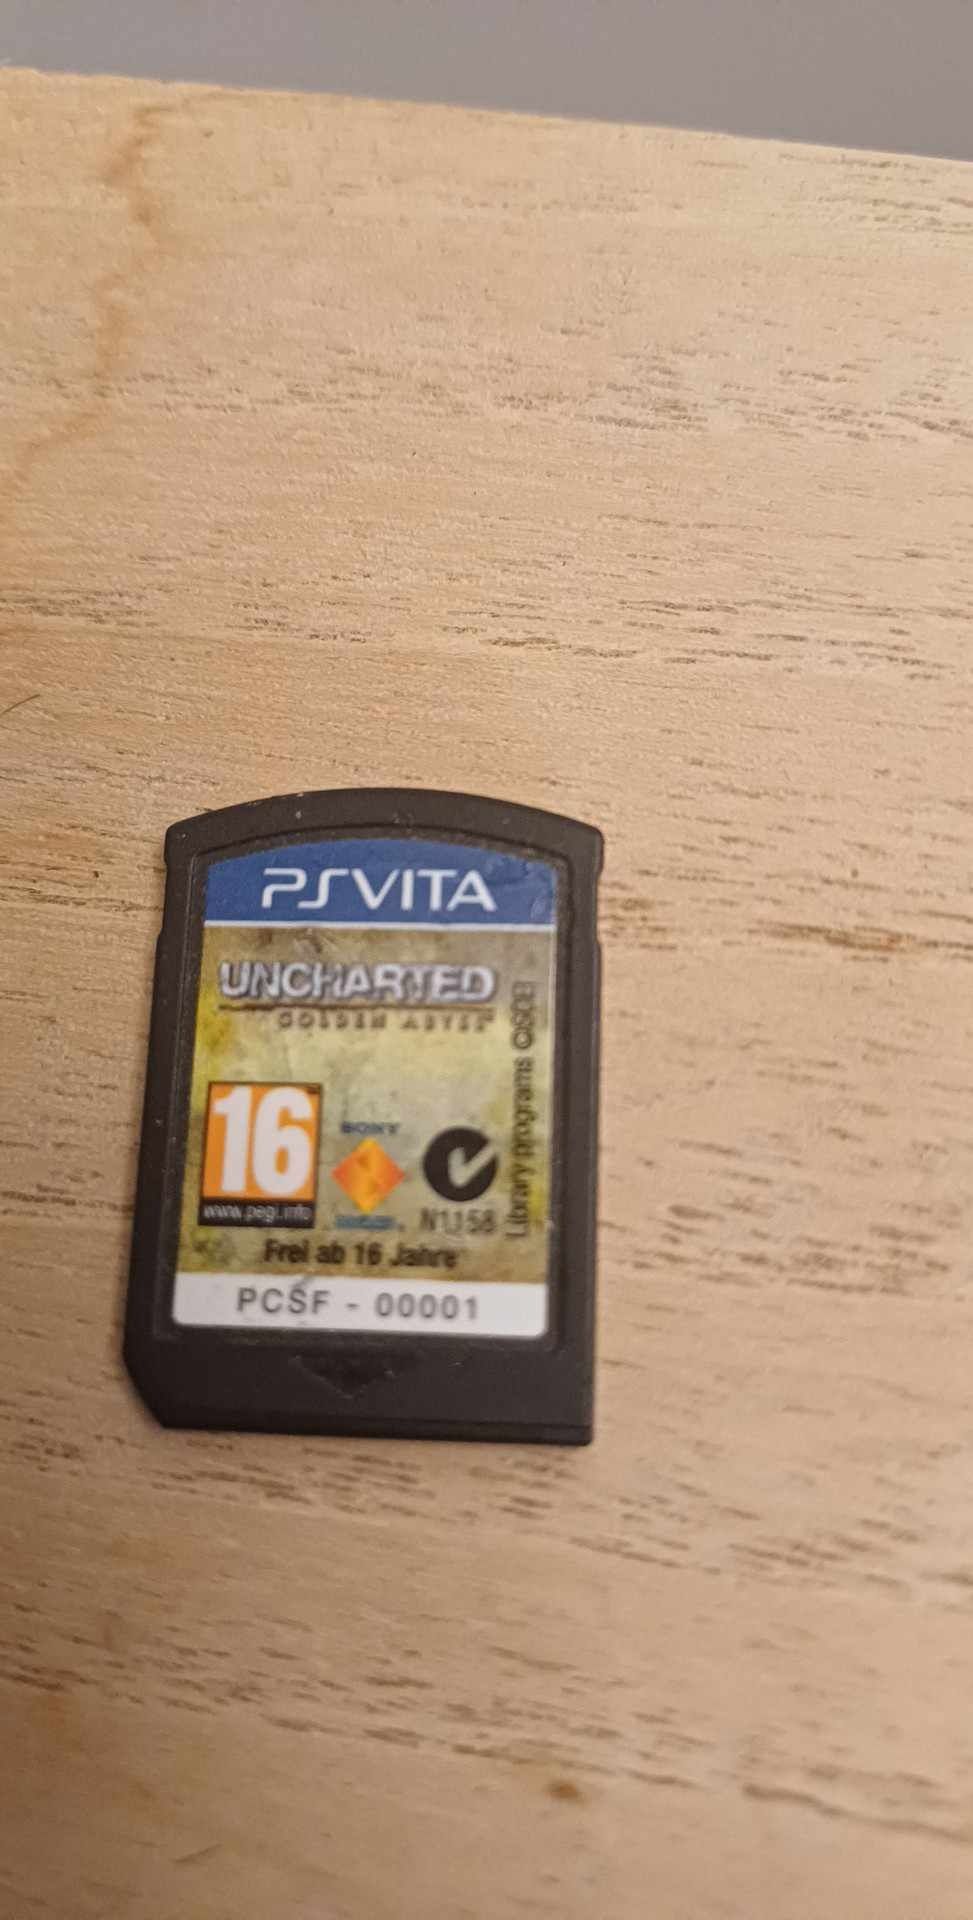 PSVITA
UNCHARTED
GOLDEN ABYSS
16
www.pegi.info
SONY
N1158
Frei ab 16 Jahre
Library programs ©SCEI
PCSF - 00001